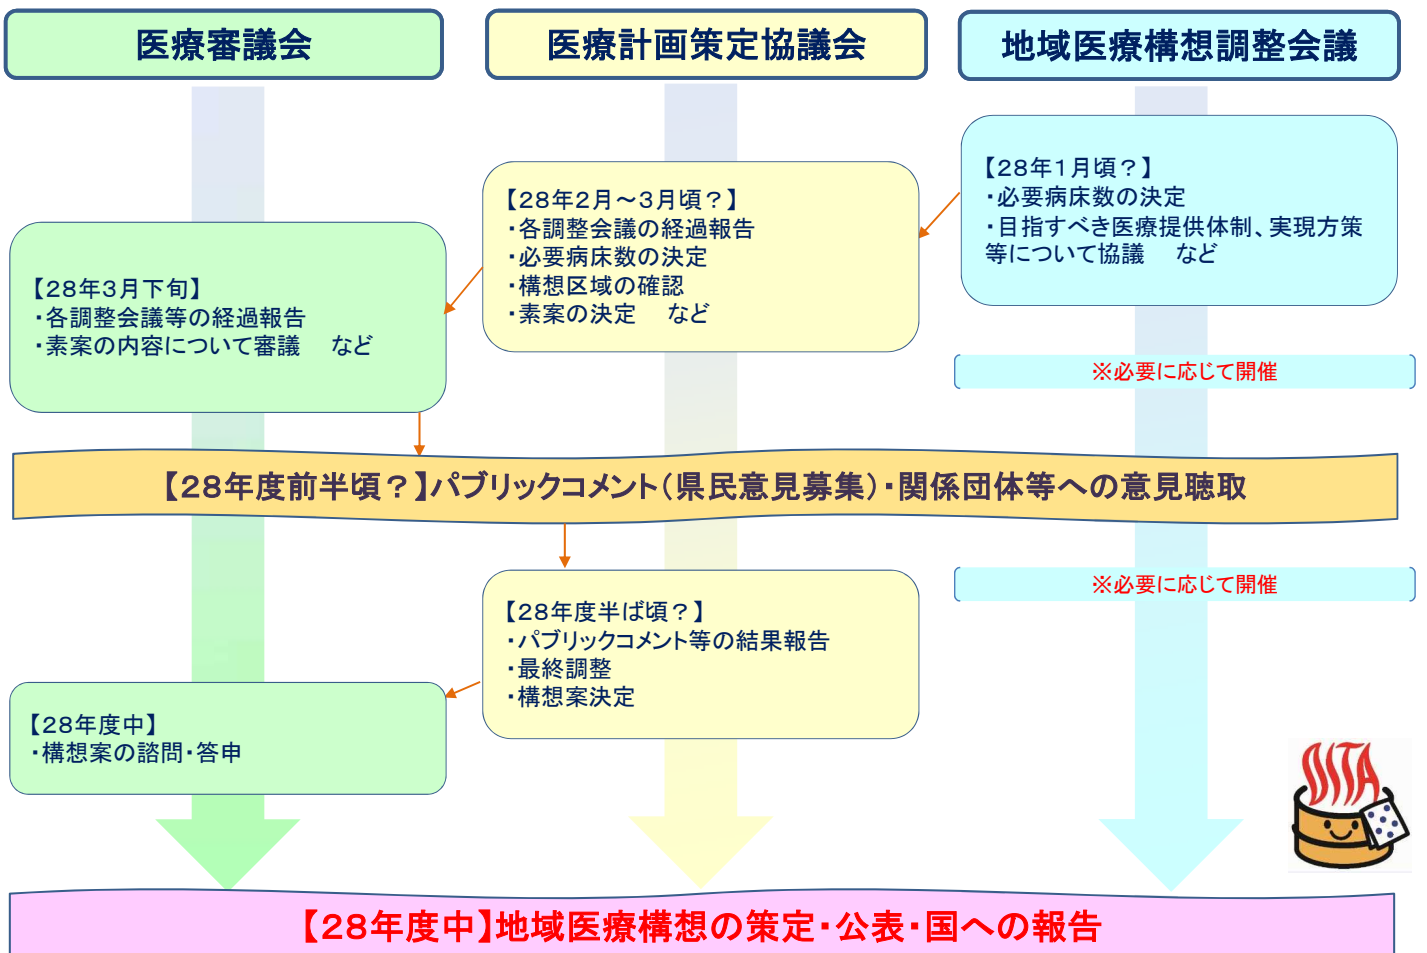 医療審議会
医療計画策定協議会
地域医療構想調整会議
【28年1月頃？】
・必要病床数の決定
・目指すべき医療提供体制、実現方策
等について協議　など
【28年2月～3月頃？】
・各調整会議の経過報告
・必要病床数の決定
・構想区域の確認
・素案の決定　など
【28年3月下旬】
・各調整会議等の経過報告
・素案の内容について審議　など
※必要に応じて開催
【28年度前半頃？】パブリックコメント（県民意見募集）・関係団体等への意見聴取
※必要に応じて開催
【28年度半ば頃？】
・パブリックコメント等の結果報告
・最終調整
・構想案決定
【28年度中】
・構想案の諮問・答申
OITA
【28年度中】地域医療構想の策定・公表・国への報告